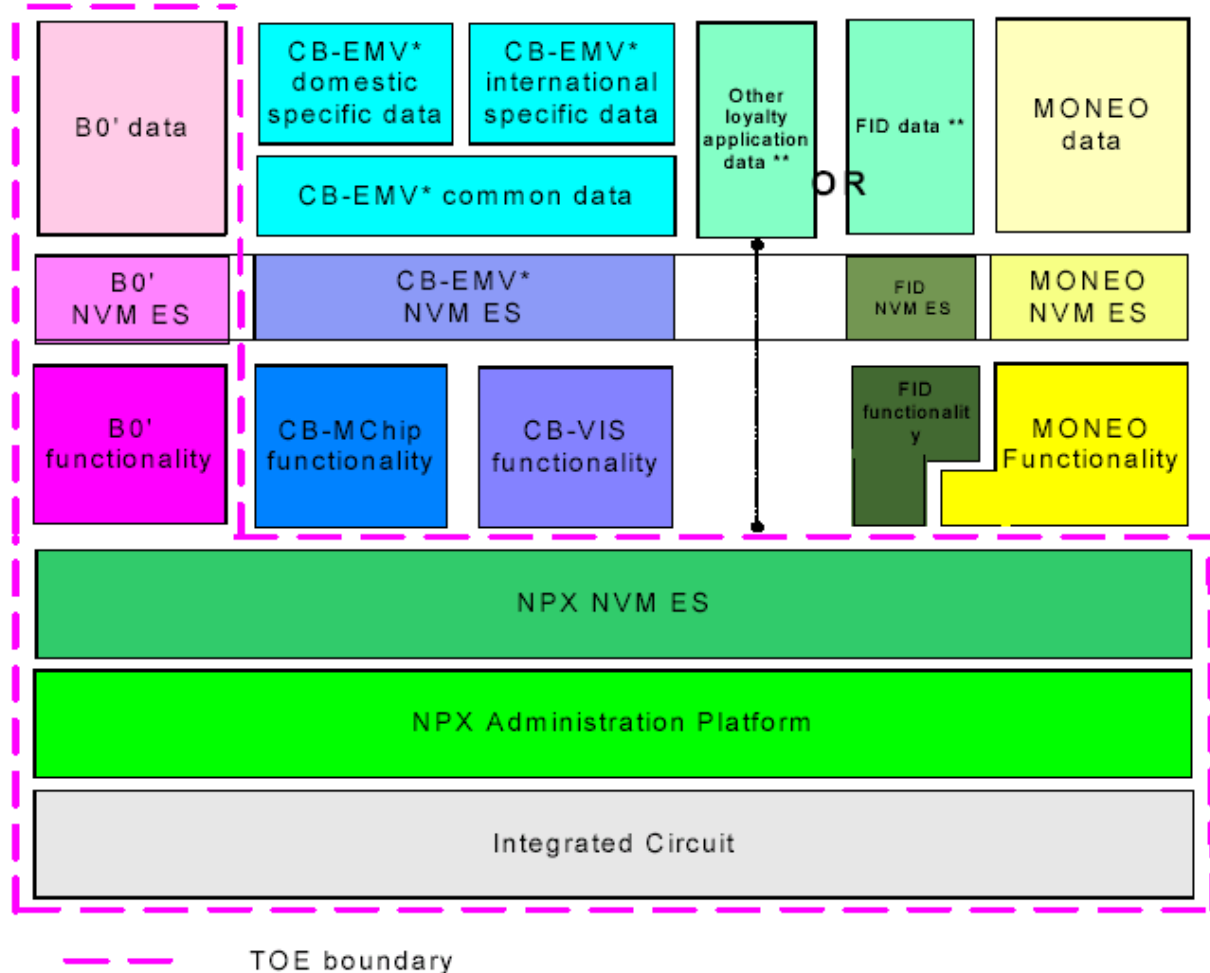 B0' data
CB-EMV*
domestic
specific data
CB-EMV*
international
specific data
CB-EMV* common data
Other
loyalty
application
data **
OR
FID data **
MONEO
data
B0'
NVM ES
CB-EMV*
NVM ES
FID
NVM ES
MONEO
NVM ES
B0'
functionality
CB-MChip
functionality
CB-VIS
functionality
FID
functionalit
y
MONEO
Functionality
NPX NVM ES
NPX Administration Platform
Integrated Circuit
TOE boundary